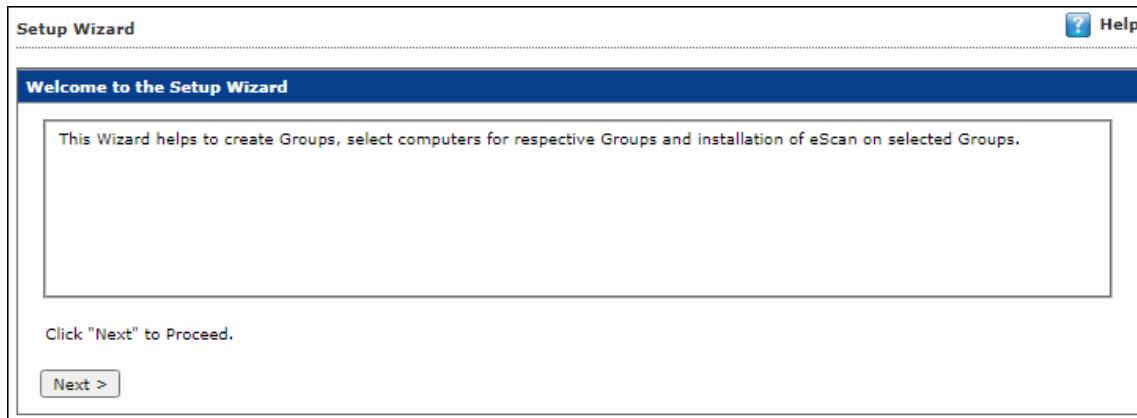 Setup Wizard
? Help
Welcome to the Setup Wizard
This Wizard helps to create Groups, select computers for respective Groups and installation of eScan on selected Groups.
Click "Next" to Proceed.
Next >